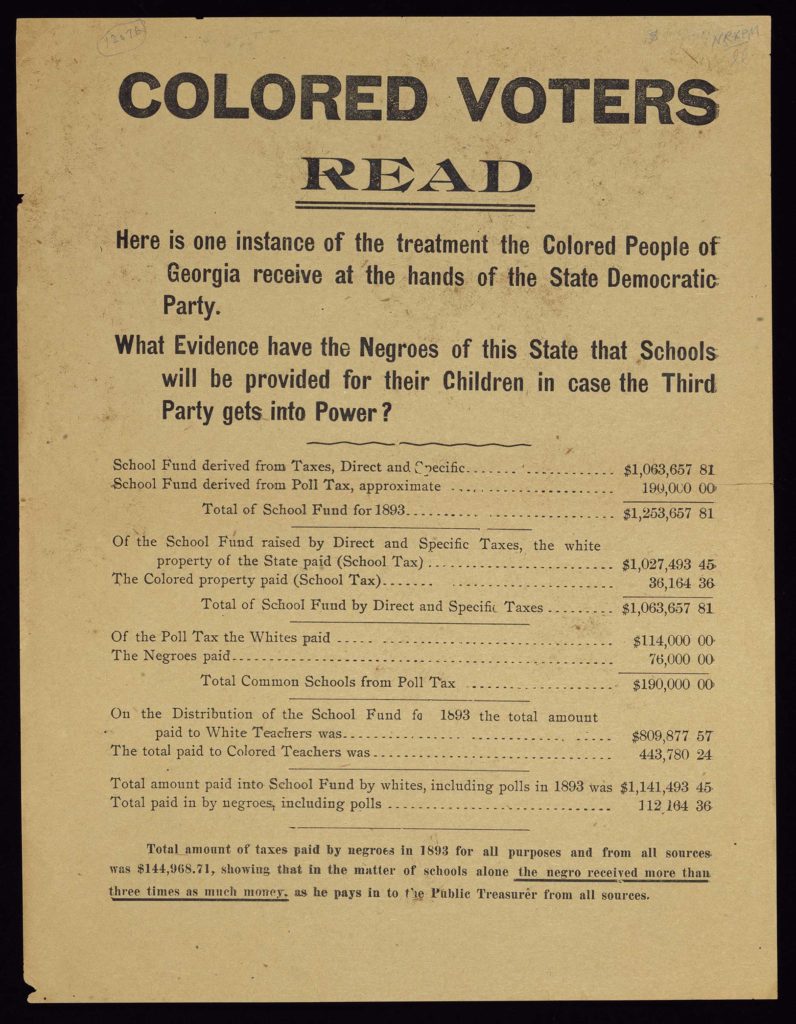 12676
COLORED VOTERS
READ
Here is one instance of the treatment the Colored People of
Georgia receive at the hands of the State Democratic
Party.
What Evidence have the Negroes of this State that Schools
will be provided for their Children in case the Third
Party gets into Power?
School Fund derived from Taxes, Direct and Specific $1,063,657 81
School Fund derived from Poll Tax, approximate 190,000 00
Total of School Fund for 1893 $1,253,657 81
Of the School Fund raised by Direct and Specific Taxes, the white
property of the State paid (School Tax) $1,027,493 45
The Colored property paid (School Tax) 36,164 36
Total of School Fund by Direct and Specific Taxes $1,063,657 81
Of the Poll Tax the Whites paid $114,000 00
The Negroes paid 76,000 00
Total Common Schools from Poll Tax $190,000 00
On the Distribution of the School Fund fo 1893 the total amount
paid to White Teachers was $809,877 57
The total paid to Colored Teachers was 443,780 24
Total amount paid into School Fund by whites, including polls in 1893 was $1,141,493 45
Total paid in by negroes, including polls 112 164 36
Total amount of taxes paid by negroes in 1893 for all purposes and from all sources
was $144,968.71, showing that in the matter of schools alone the negro received more than
three times as much money, as he pays in to the Public Treasurer from all sources.